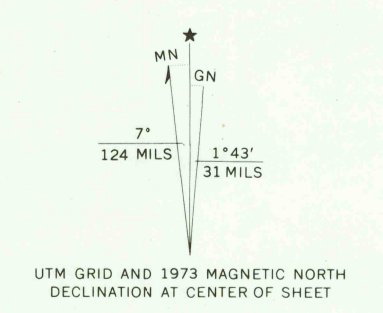 MN
GN
7°
124 MILS
1°43′
31 MILS
UTM GRID AND 1973 MAGNETIC NORTH
DECLINATION AT CENTER OF SHEET